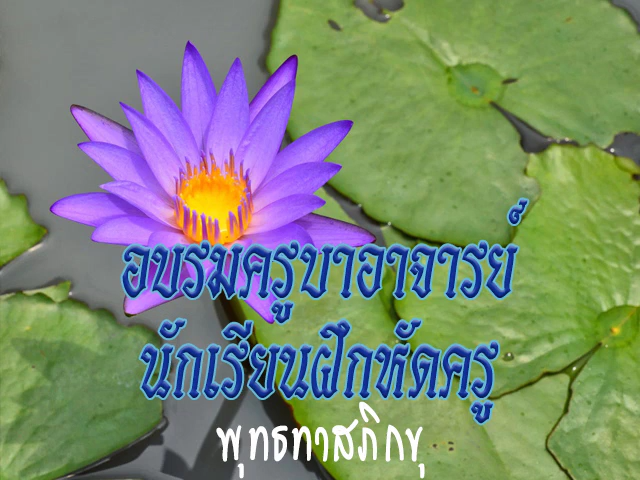 อบรมครูบาอาจารย์
นักเรียนฝึกหัดครู
พุทธทาสภิกขุ